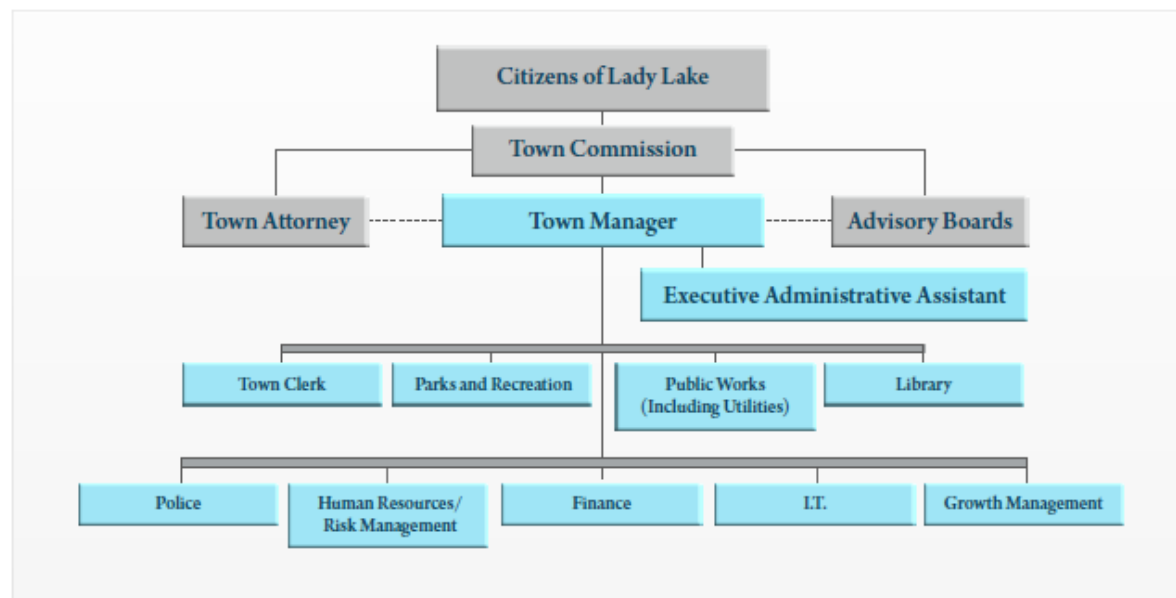 Citizens of Lady Lake
Town Commission
Town Attorney
Town Manager
Advisory Boards
Executive Administrative Assistant
Town Clerk
Parks and Recreation
Public Works
(Including Utilities)
Library
Police
Human Resources/
Risk Management
Finance
I.T.
Growth Management